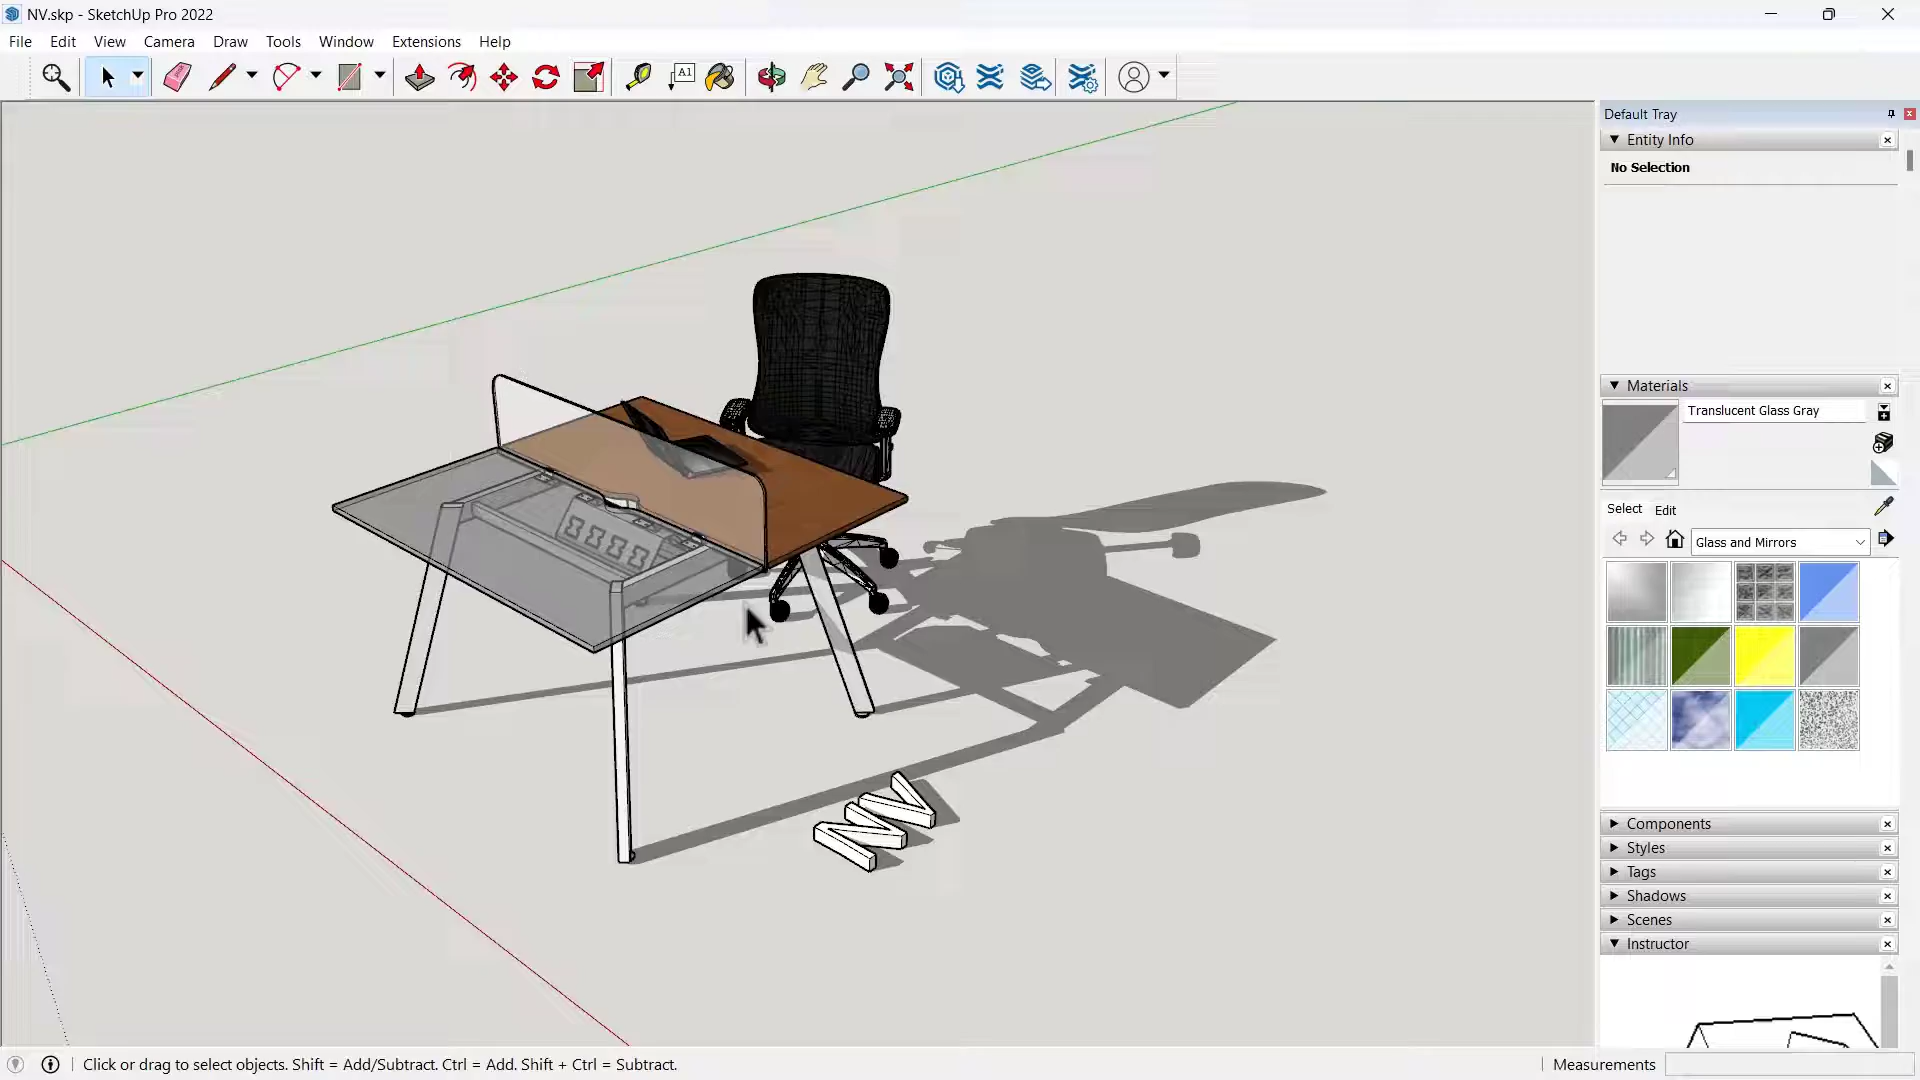 NV.skp - SketchUp Pro 2022
File Edit View Camera Draw Tools Window Extensions Help
A1
Default Tray
Entity Info
No Selection
Materials
Translucent Glass Gray
Select Edit
Glass and Mirrors
NV
Components
Styles
Tags
Shadows
Scenes
Instructor
Click or drag to select objects. Shift = Add/Subtract. Ctrl = Add. Shift + Ctrl = Subtract.
Measurements